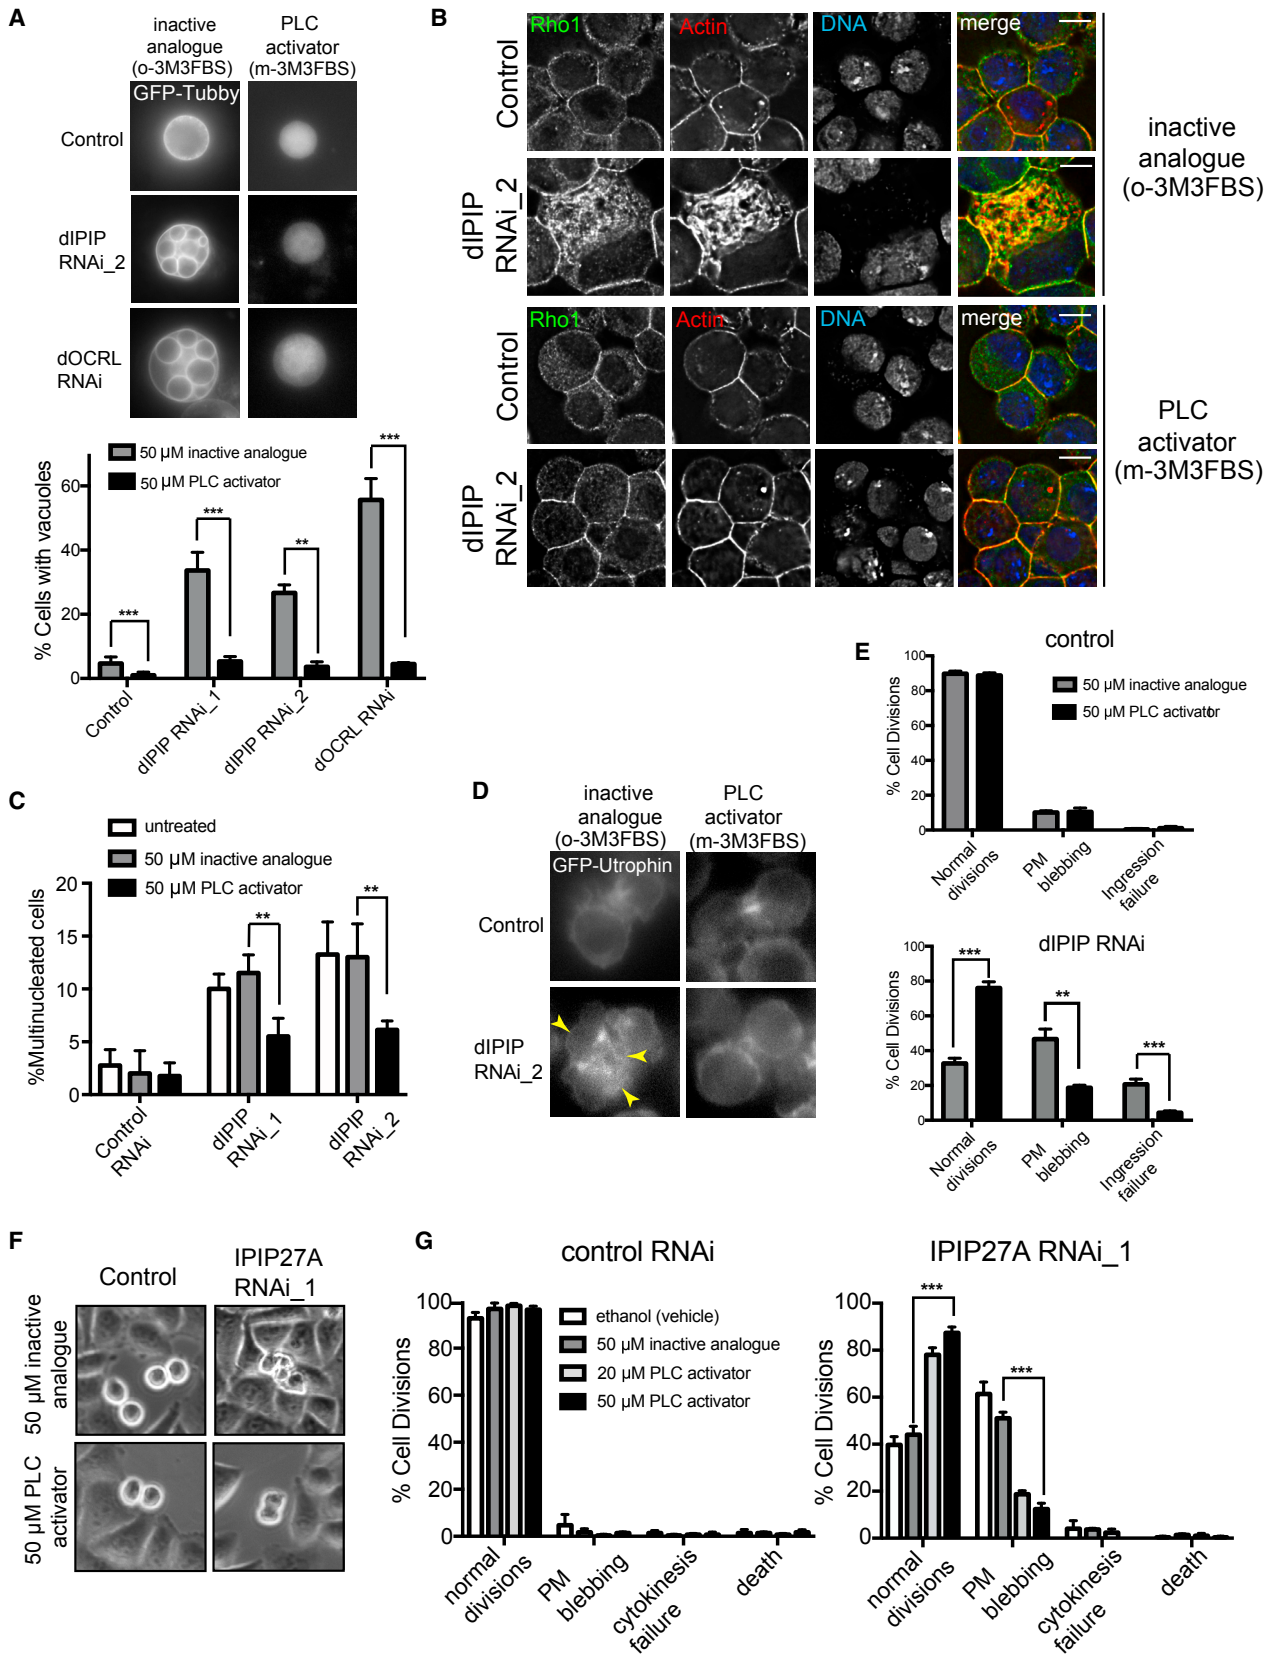 A
inactive
analogue
(o-3M3FBS)
PLC
activator
(m-3M3FBS)
GFP-Tubby
Control
dIPIP
RNAi_2
dOCRL
RNAi
50 µM inactive analogue
50 µM PLC activator
% Cells with vacuoles
60
40
20
0
***
***
**
***
Control
dIPIP RNAi_1
dIPIP RNAi_2
dOCRL RNAi
B
Rho1
Actin
DNA
merge
Control
dIPIP
RNAi_2
inactive
analogue
(o-3M3FBS)
Rho1
Actin
DNA
merge
Control
dIPIP
RNAi_2
PLC
activator
(m-3M3FBS)
C
untreated
50 µM inactive analogue
50 µM PLC activator
%Multinucleated cells
20
15
10
5
0
**
**
Control
RNAi
dIPIP
RNAi_1
dIPIP
RNAi_2
D
inactive
analogue
(o-3M3FBS)
PLC
activator
(m-3M3FBS)
GFP-Utrophin
Control
dIPIP
RNAi_2
E
control
50 µM inactive analogue
50 µM PLC activator
% Cell Divisions
100
80
60
40
20
0
Normal
divisions
PM
blebbing
Ingression
failure
dIPIP RNAi
% Cell Divisions
100
80
60
40
20
0
***
**
***
Normal
divisions
PM
blebbing
Ingression
failure
F
Control
IPIP27A
RNAi_1
50 µM inactive
analogue
50 µM PLC
activator
G
control RNAi
% Cell Divisions
100
80
60
40
20
0
ethanol (vehicle)
50 µM inactive analogue
20 µM PLC activator
50 µM PLC activator
normal
divisions
PM
blebbing
cytokinesis
failure
death
IPIP27A RNAi_1
% Cell Divisions
100
80
60
40
20
0
***
***
normal
divisions
PM
blebbing
cytokinesis
failure
death